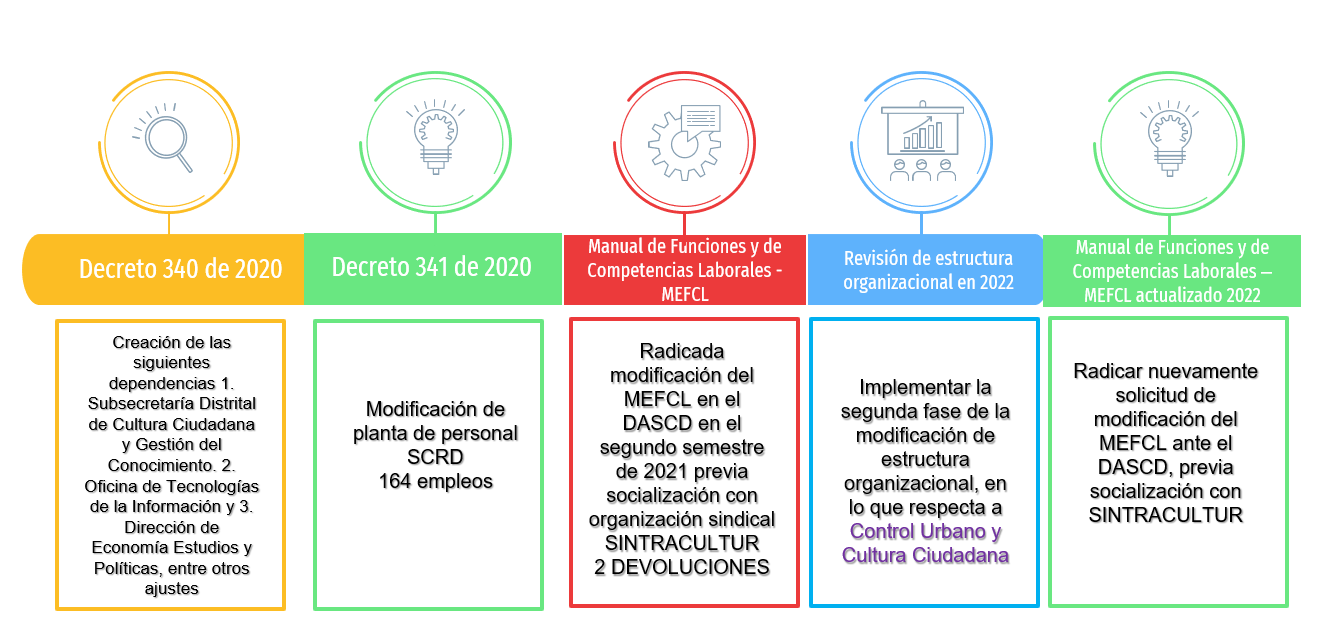 Decreto 340 de 2020
Creación de las
siguientes
dependencias 1.
Subsecretaría Distrital
de Cultura Ciudadana
y Gestión del
Conocimiento. 2.
Oficina de Tecnologías
de la Información y 3.
Dirección de
Economía Estudios y
Políticas, entre otros
ajustes
Decreto 341 de 2020
Modificación de
planta de personal
SCRD
164 empleos
Manual de Funciones y de
Competencias Laborales -
MEFCL
Radicada
modificación del
MEFCL en el
DASCD en el
segundo semestre
de 2021 previa
socialización con
organización sindical
SINTRACULTUR
2 DEVOLUCIONES
Revisión de estructura
organizacional en 2022
Implementar la
segunda fase de la
modificación de
estructura
organizacional, en
lo que respecta a
Control Urbano y
Cultura Ciudadana
Manual de Funciones y de
Competencias Laborales –
MEFCL actualizado 2022
Radicar nuevamente
solicitud de
modificación del
MEFCL ante el
DASCD, previa
socialización con
SINTRACULTUR